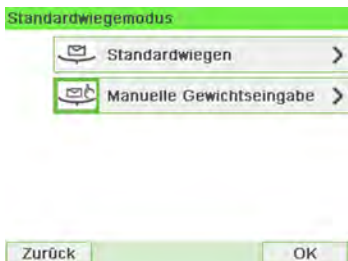 Standardwiegemodus
Standardwiegen
Manuelle Gewichtseingabe
Zurück OK